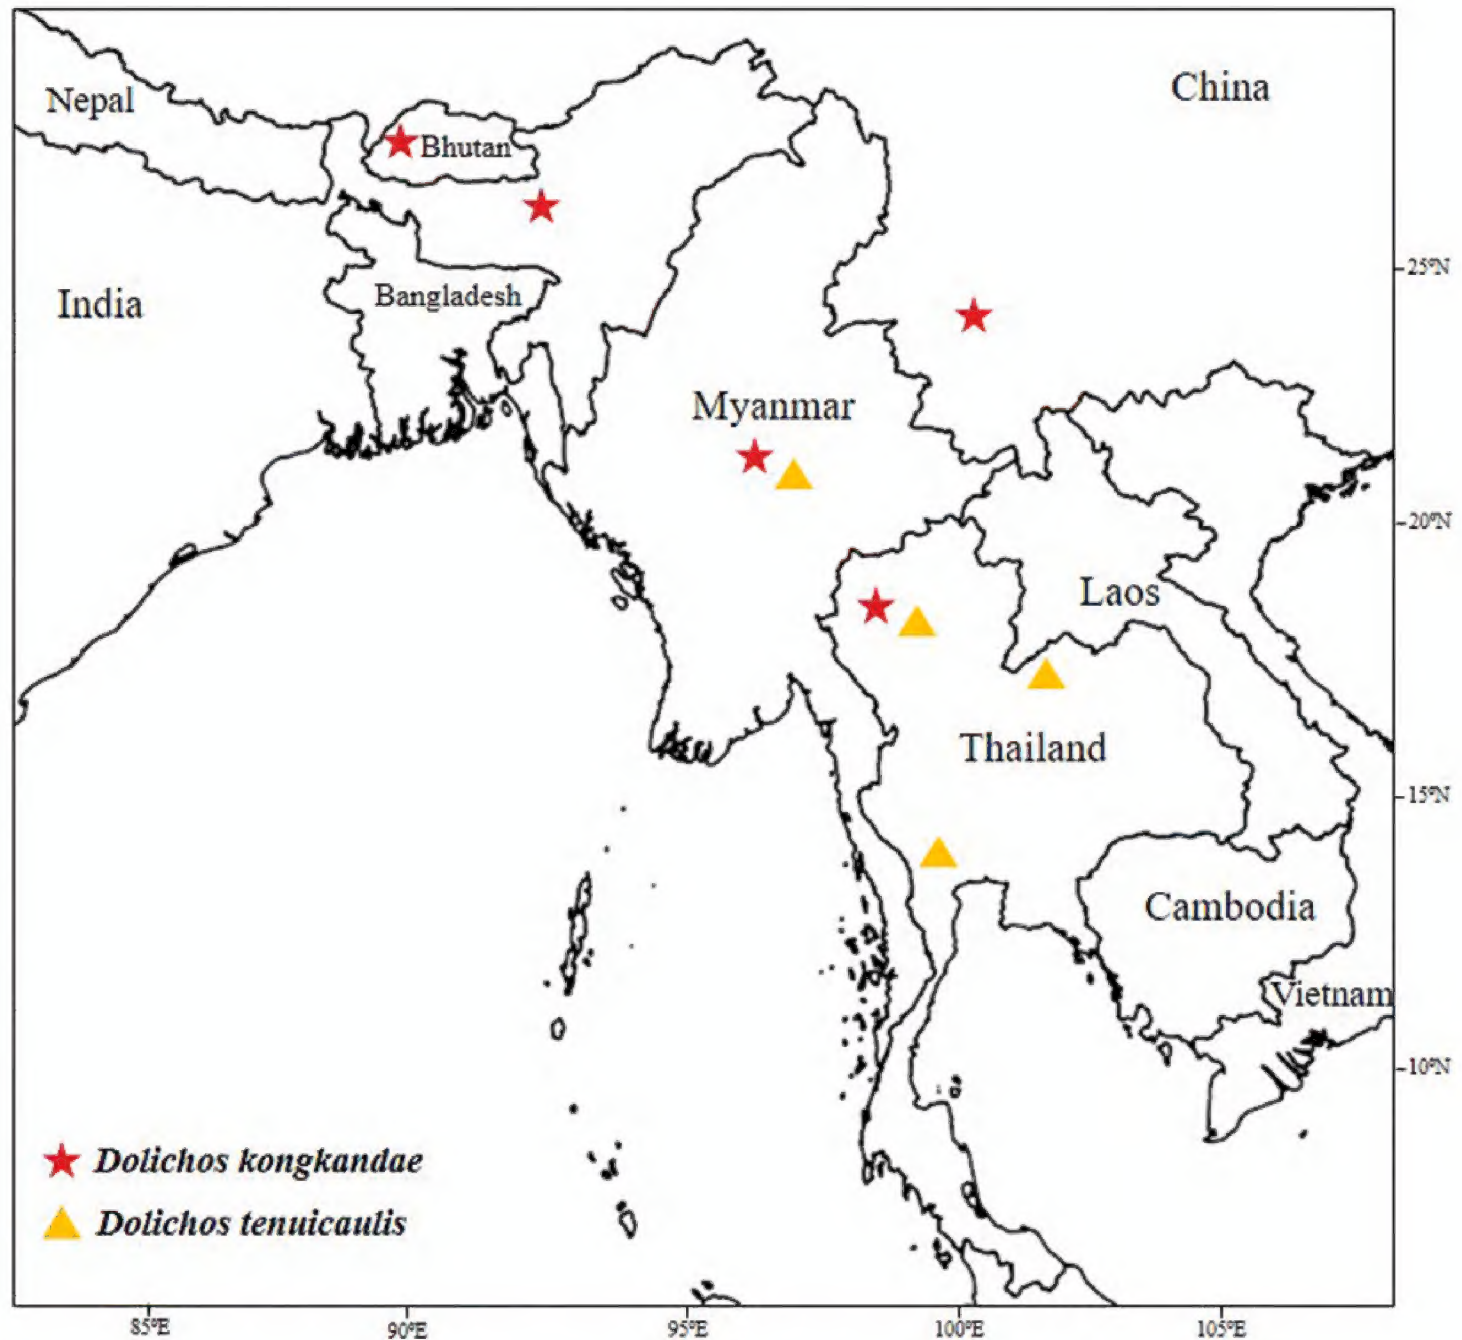 China
Nepal
Bhutan
25°N
Bangladesh
India
Myanmar
20°N
Laos
Thailand
15°N
Cambodia
Vietnam
10°N
Dolichos kongkandae
Dolichos tenuicaulis
85°E
90°E
95°E
100°E
105°E